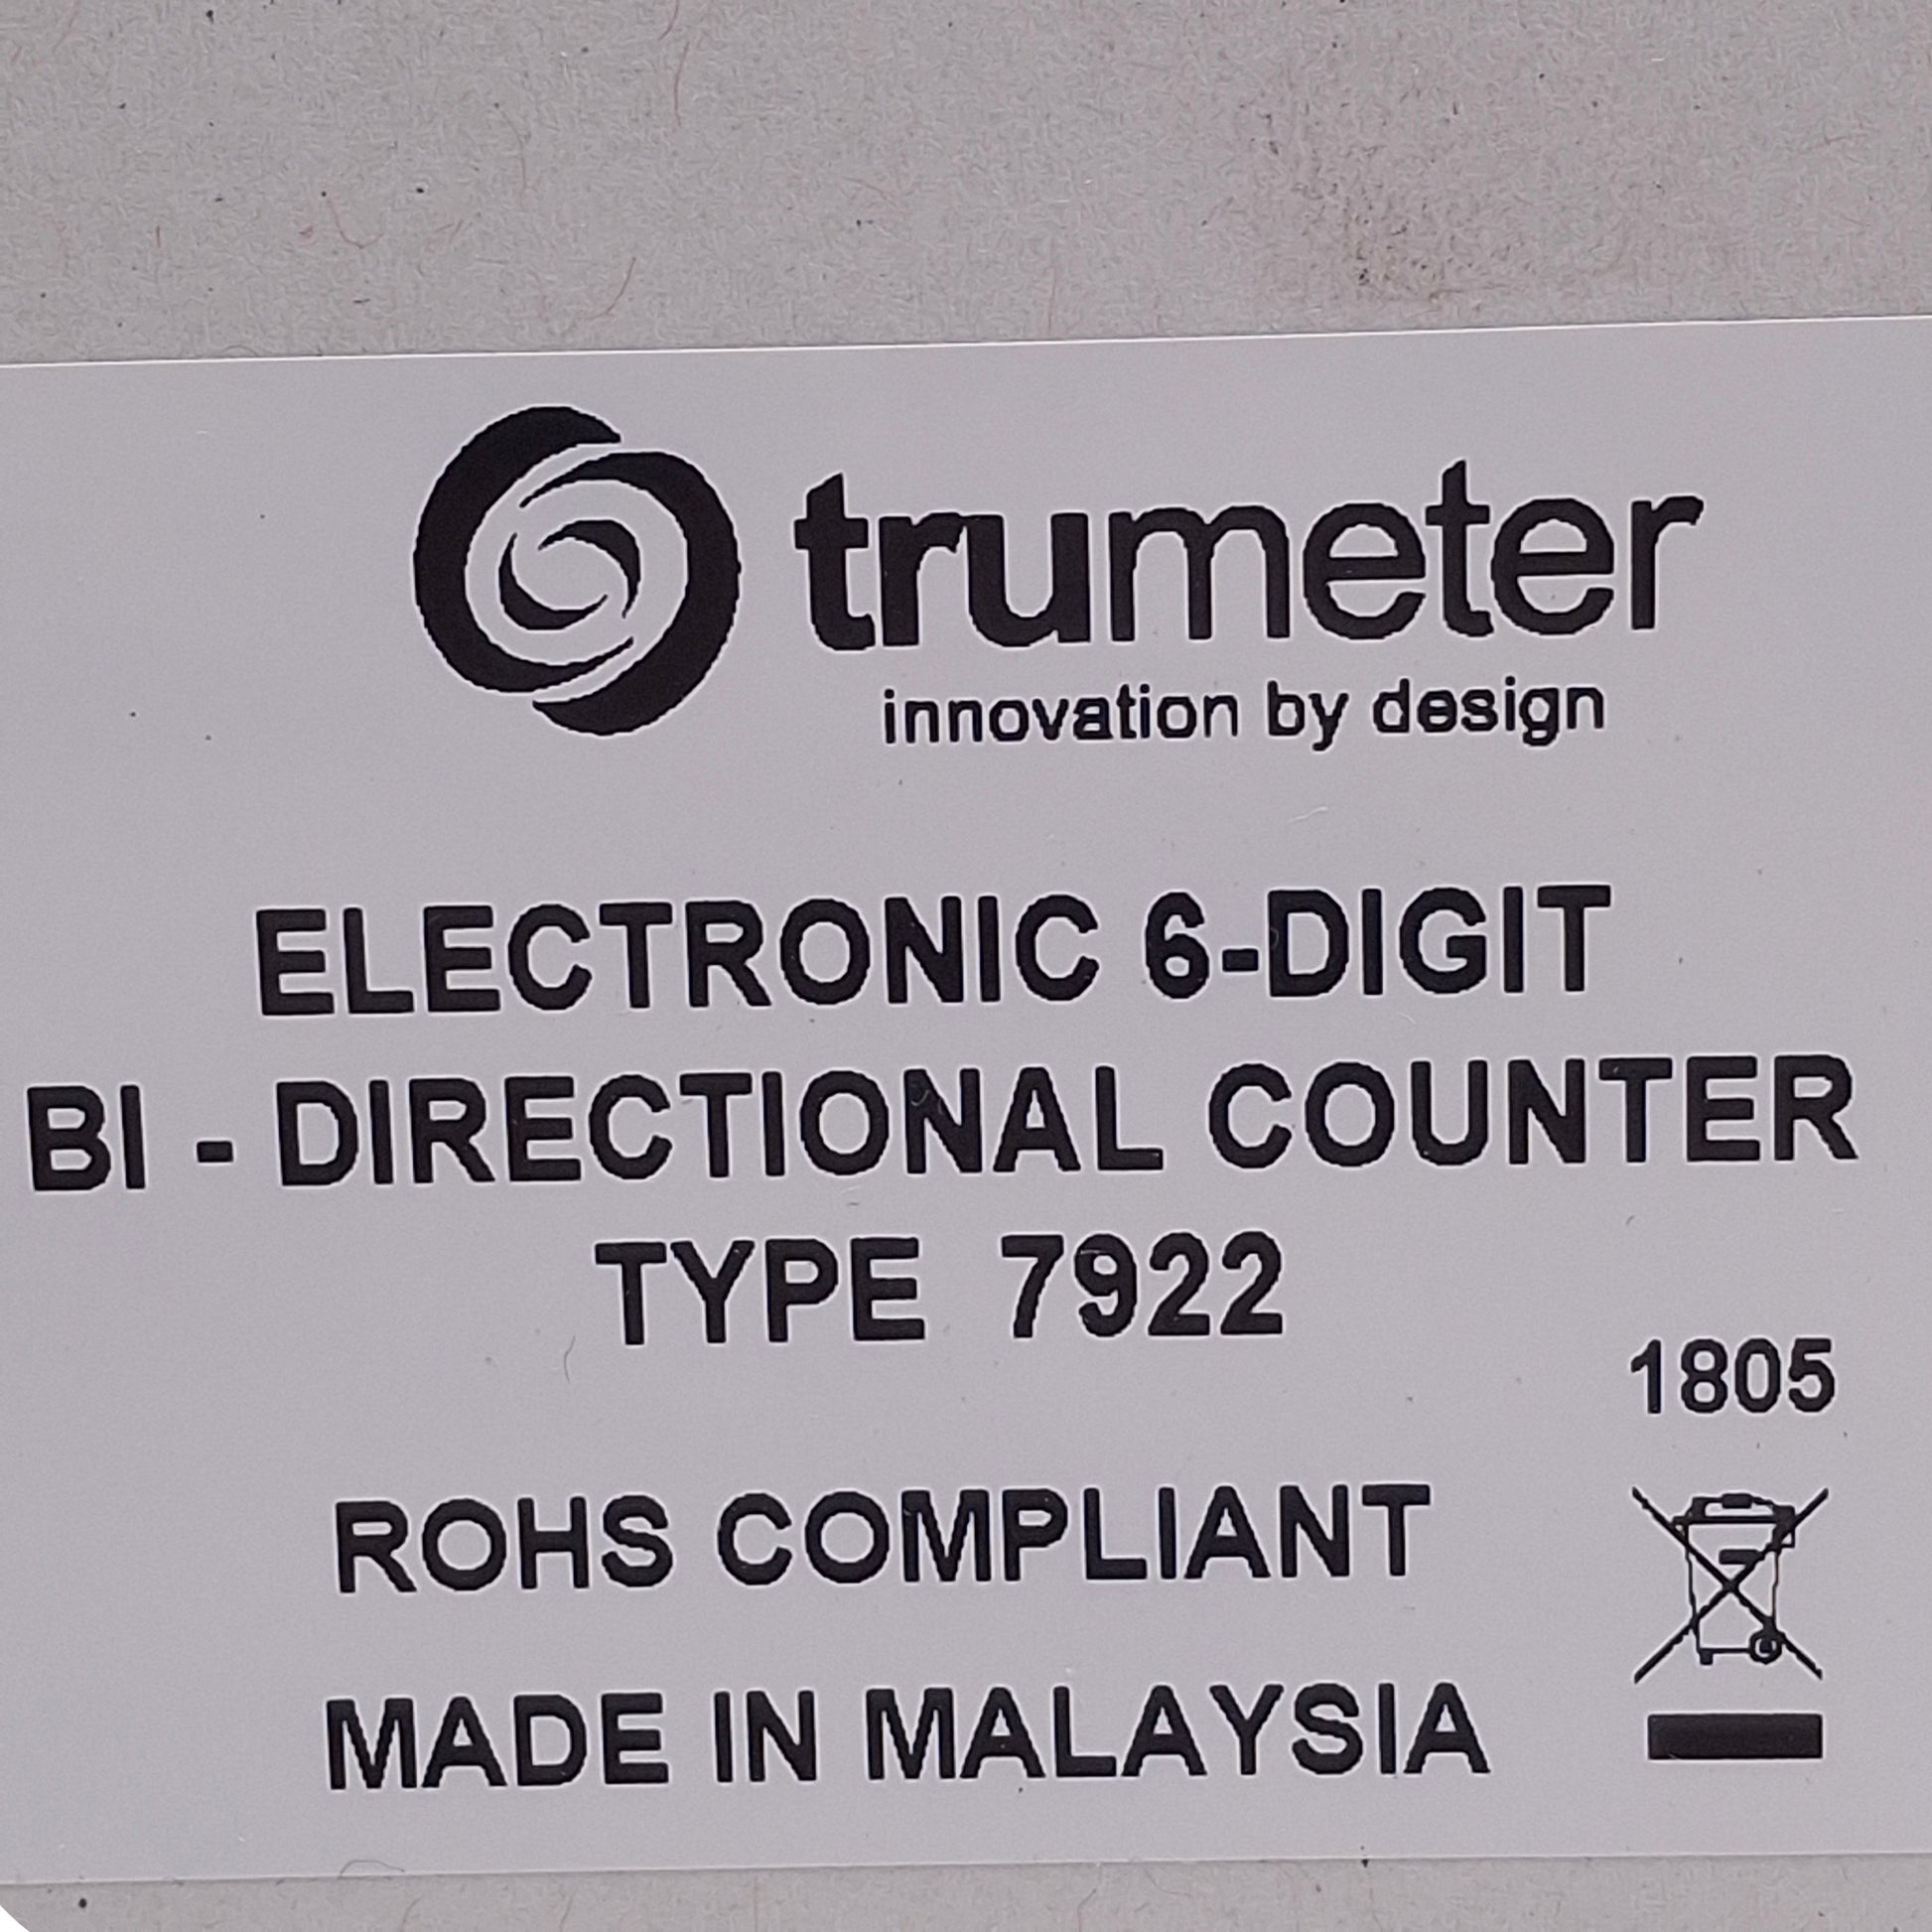 trumeter
innovation by design
ELECTRONIC 6-DIGIT
BI - DIRECTIONAL COUNTER
TYPE 7922
1805
ROHS COMPLIANT
MADE IN MALAYSIA